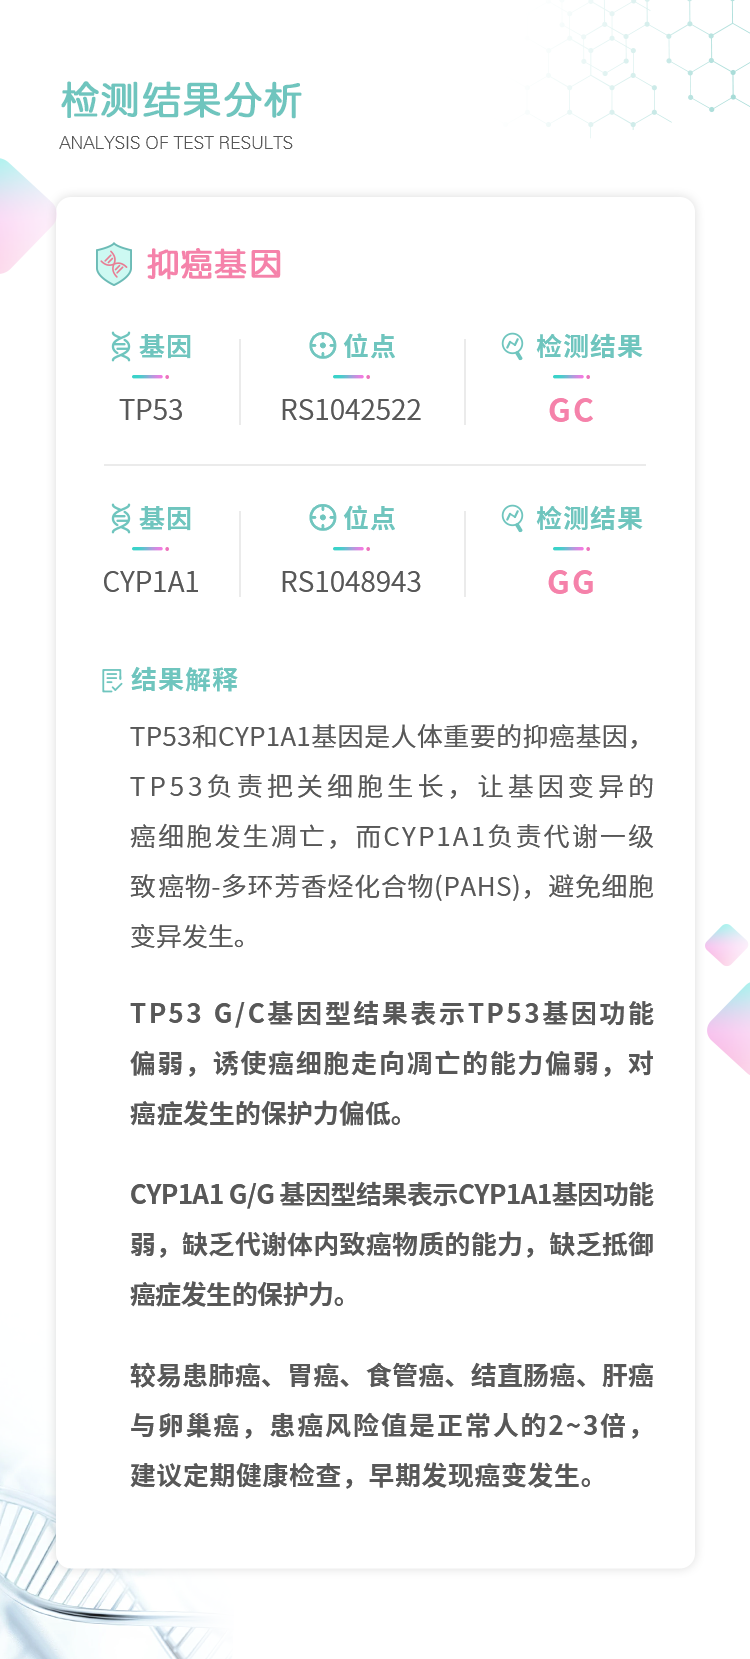 检测结果分析
ANALYSIS OF TEST RESULTS
抑癌基因
基因 位点 检测结果
TP53 RS1042522 GC
基因 位点 检测结果
CYP1A1 RS1048943 GG
结果解释
TP53和CYP1A1基因是人体重要的抑癌基因，
TP53负责把关细胞生长，让基因变异的
癌细胞发生凋亡，而CYP1A1负责代谢一级
致癌物-多环芳香烃化合物(PAHS)，避免细胞
变异发生。
TP53 G/C基因型结果表示TP53基因功能
偏弱，诱使癌细胞走向凋亡的能力偏弱，对
癌症发生的保护力偏低。
CYP1A1 G/G 基因型结果表示CYP1A1基因功能
弱，缺乏代谢体内致癌物质的能力，缺乏抵御
癌症发生的保护力。
较易患肺癌、胃癌、食管癌、结直肠癌、肝癌
与卵巢癌，患癌风险值是正常人的2~3倍，
建议定期健康检查，早期发现癌变发生。